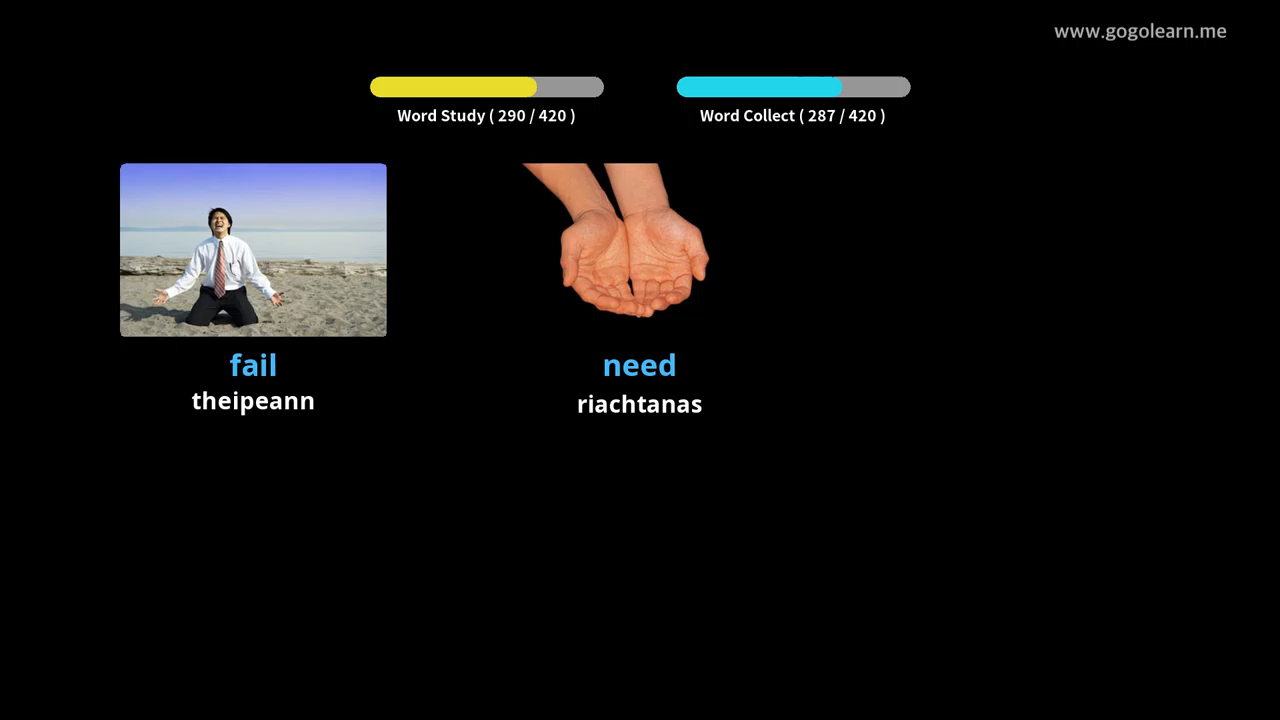 www.gogolearn.me
Word Study ( 290 / 420 )
Word Collect ( 287 / 420 )
fail
theipeann
need
riachtanas